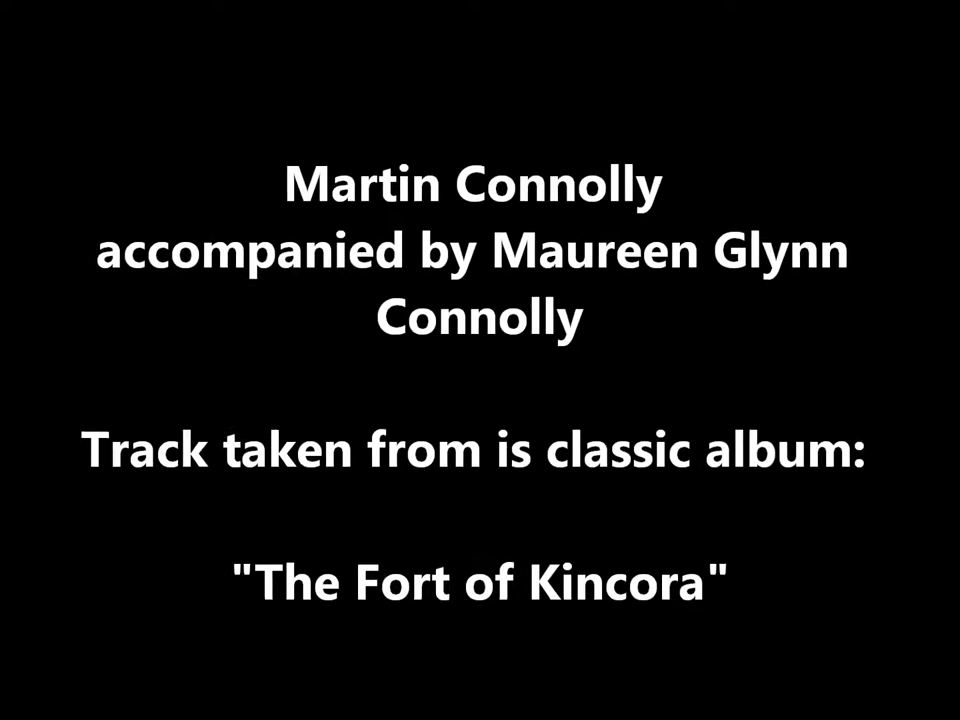 Martin Connolly
accompanied by Maureen Glynn
Connolly
Track taken from is classic album:
"The Fort of Kincora"